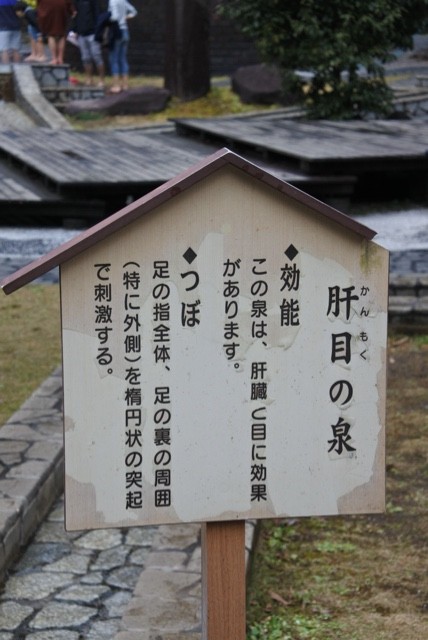 肝目の泉
かんもく
◆効能
この泉は、肝臓と目に効果
があります。
◆つぼ
足の指全体、足の裏の周囲
(特に外側)を楕円状の突起
で刺激する。